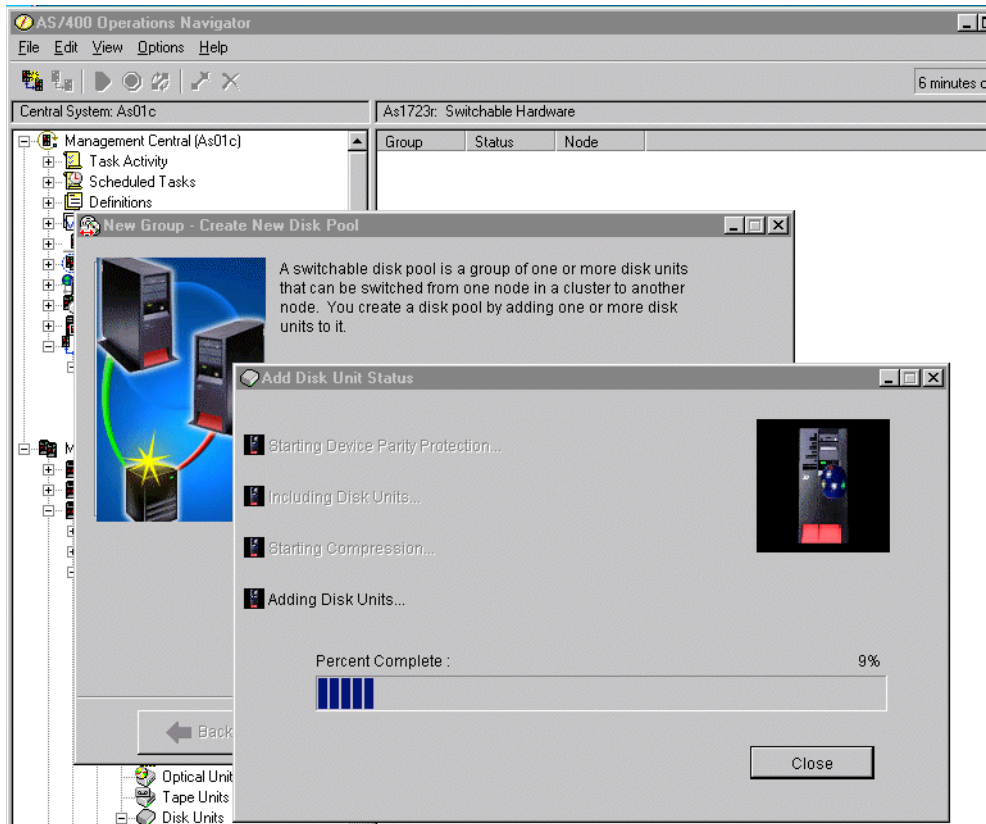 AS/400 Operations Navigator
File Edit View Options Help
6 minutes
Central System: As01c
As1723r: Switchable Hardware
Management Central (As01c)
Group Status Node
Task Activity
Scheduled Tasks
Definitions
New Group - Create New Disk Pool
A switchable disk pool is a group of one or more disk units
that can be switched from one node in a cluster to another
node. You create a disk pool by adding one or more disk
units to it.
Add Disk Unit Status
Starting Device Parity Protection...
Including Disk Units...
Starting Compression...
Adding Disk Units...
Percent Complete : 9%
Back
Close
Optical Unit
Tape Units
Disk Units